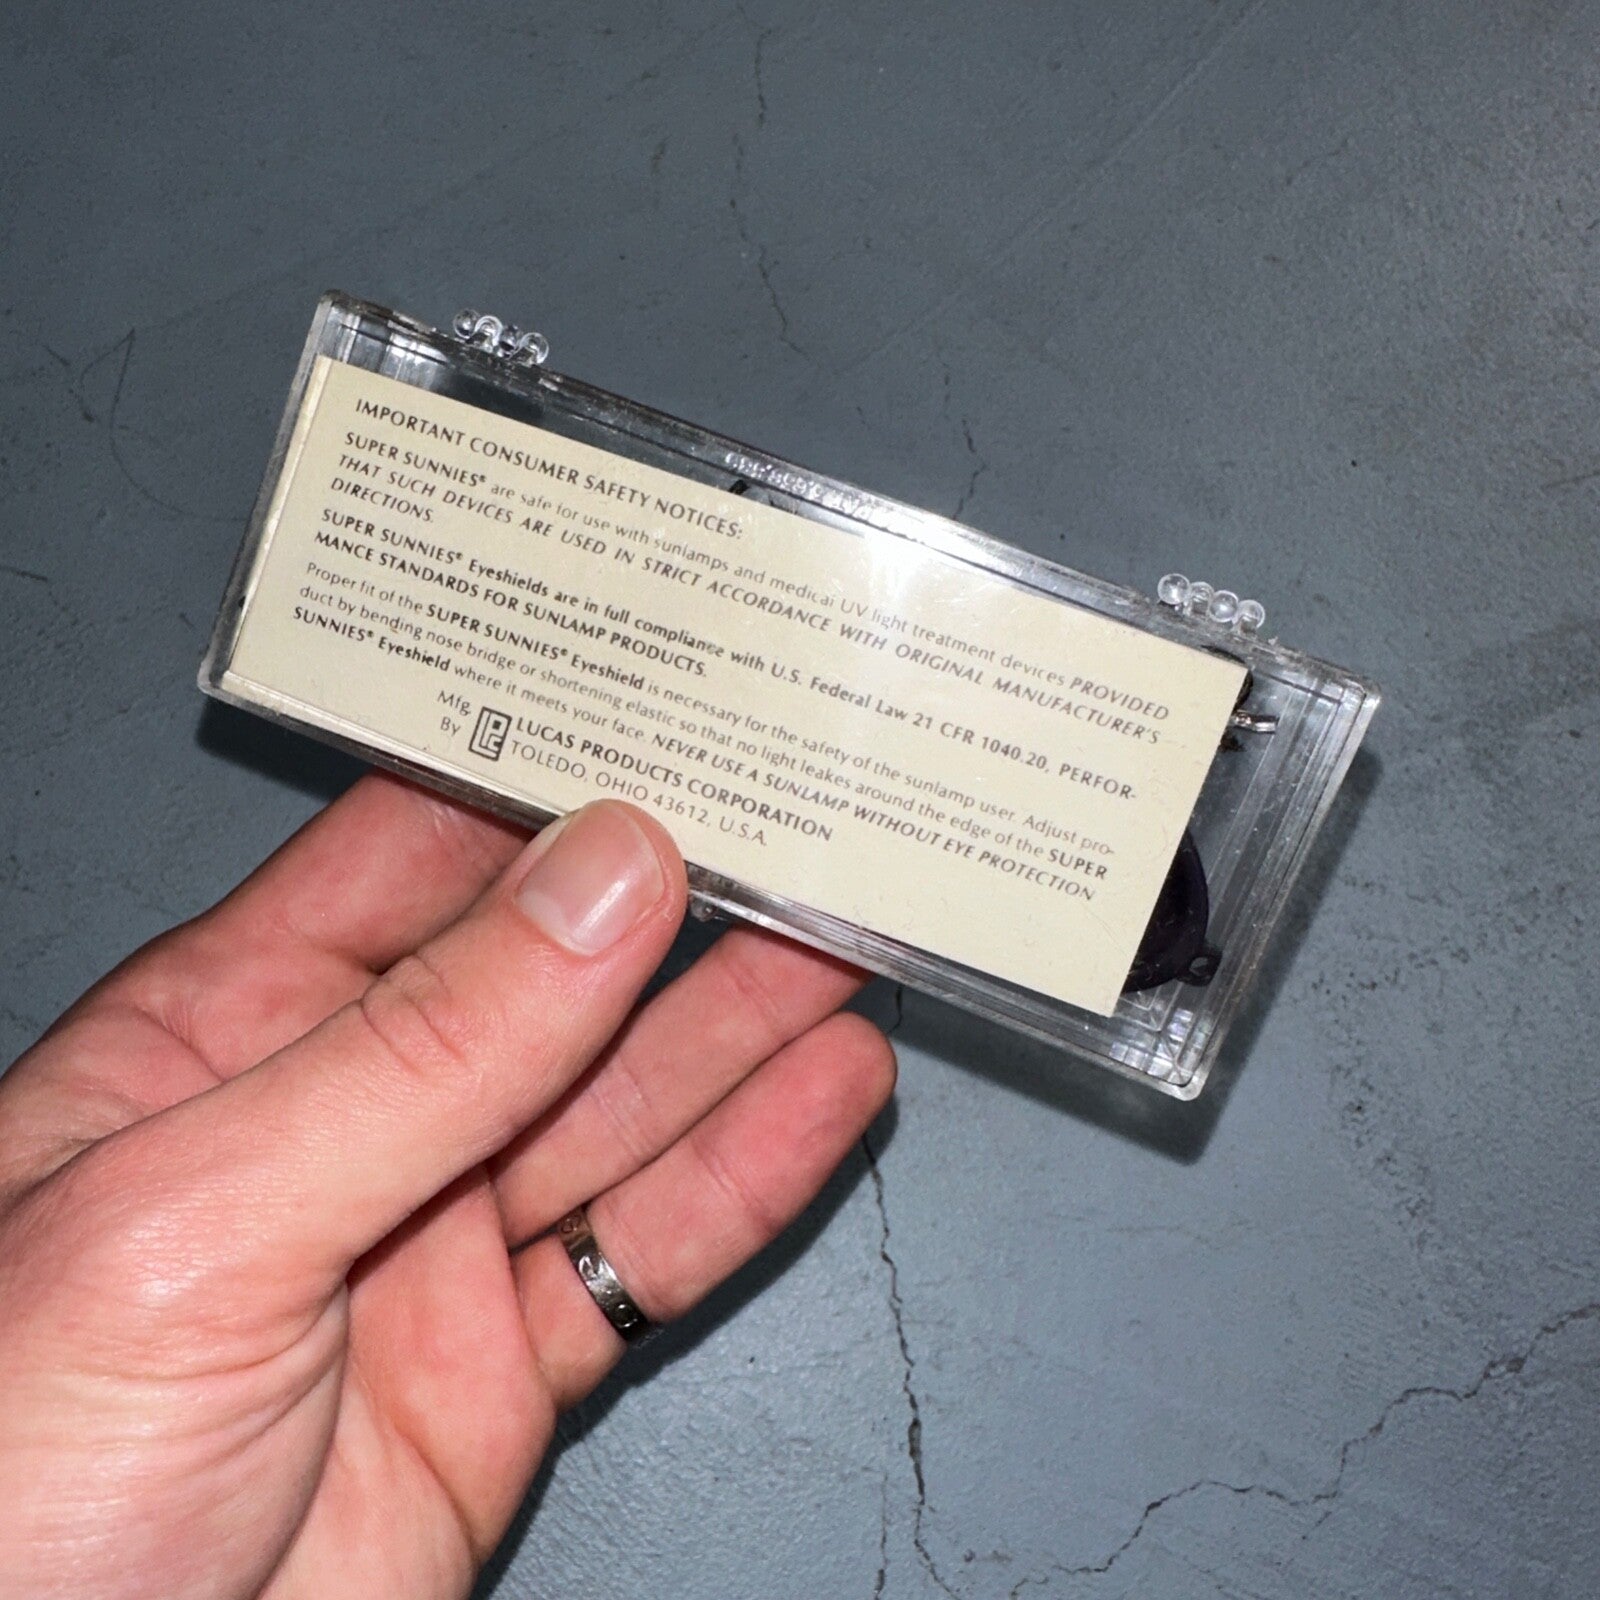 IMPORTANT CONSUMER SAFETY NOTICES:
SUPER SUNNIES® are safe for use with sunlamps and medical UV light treatment devices PROVIDED
THAT SUCH DEVICES ARE USED IN STRICT ACCORDANCE WITH ORIGINAL MANUFACTURER'S
DIRECTIONS.
SUPER SUNNIES® Eyeshields are in full compliance with U.S. Federal Law 21 CFR 1040.20, PERFOR-
MANCE STANDARDS FOR SUNLAMP PRODUCTS.
Proper fit of the SUPER SUNNIES® Eyeshield is necessary for the safety of the sunlamp user. Adjust pro-
duct by bending nose bridge or shortening elastic so that no light leakes around the edge of the SUPER
SUNNIES® Eyeshield where it meets your face. NEVER USE A SUNLAMP WITHOUT EYE PROTECTION
Mfg.
By
LPC
LUCAS PRODUCTS CORPORATION
TOLEDO, OHIO 43612, U.S.A.